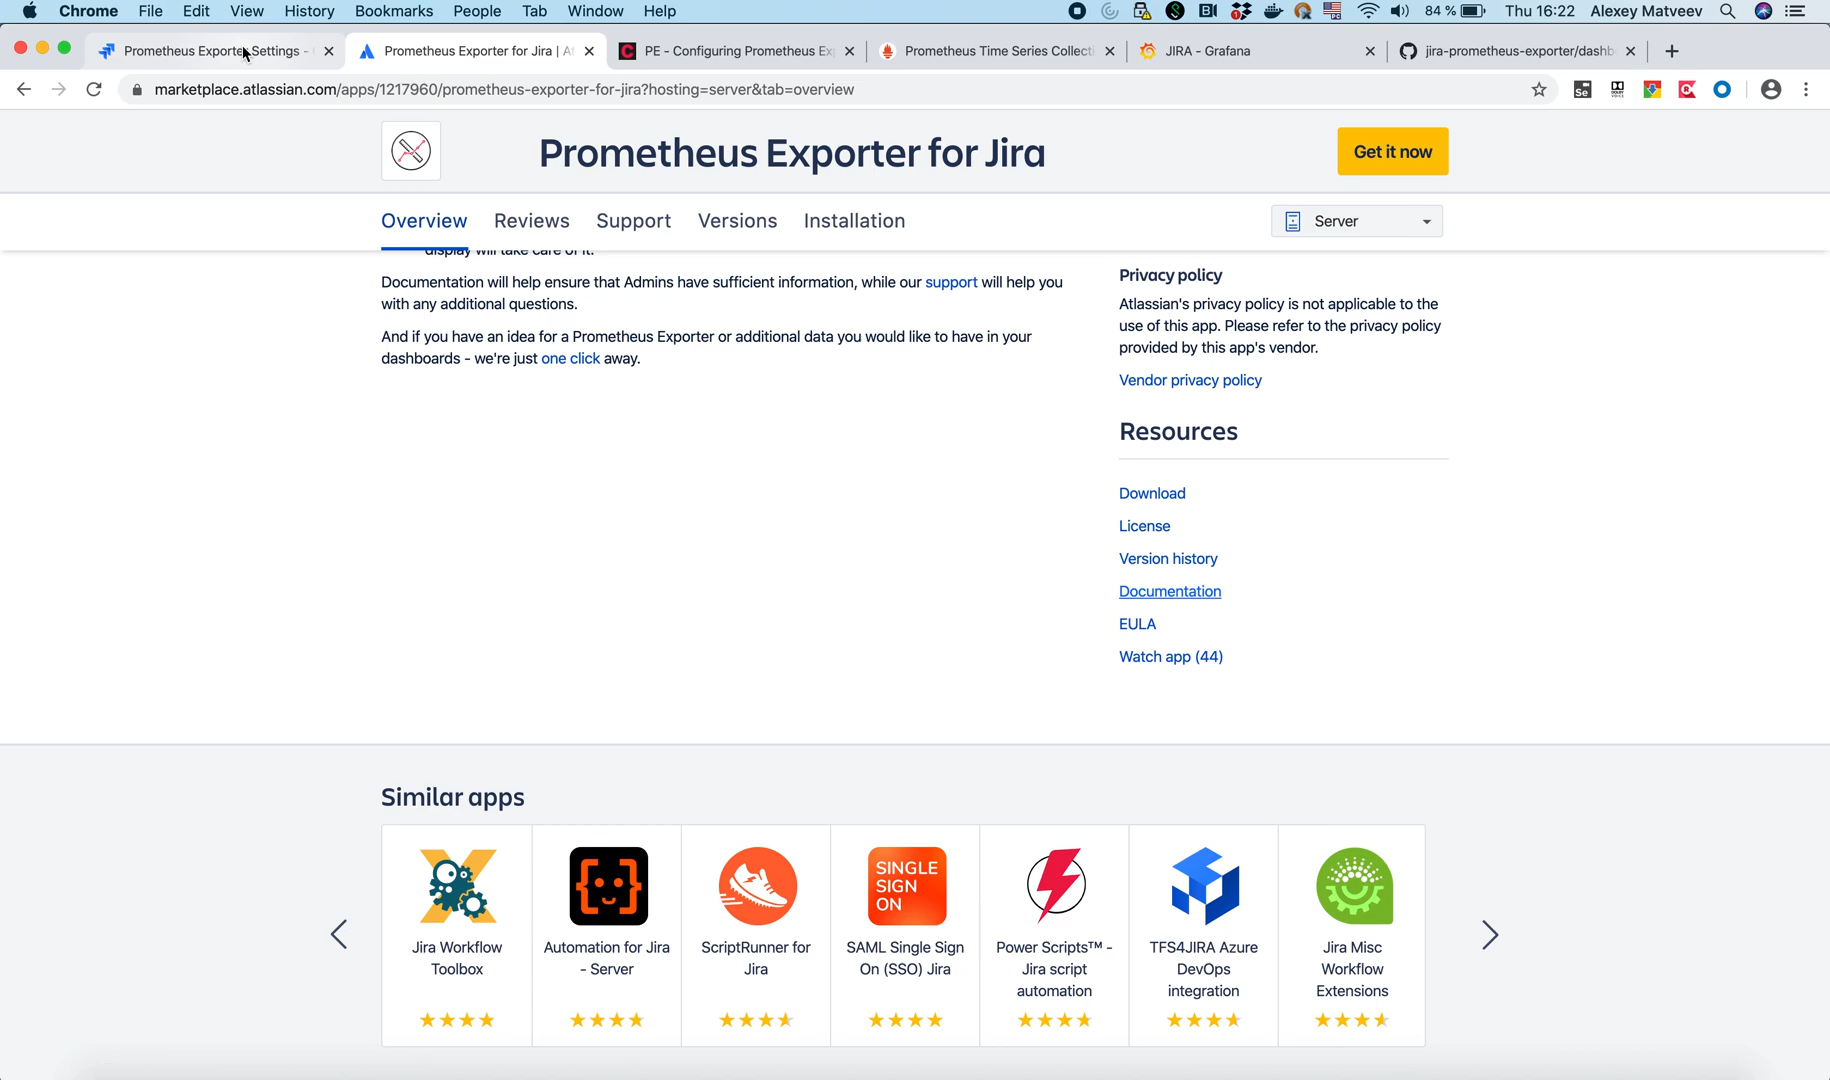 Chrome File Edit View History Bookmarks People Tab Window Help 84 % Thu 16:22 Alexey Matveev
Prometheus Exporter Settings - Prometheus Exporter for Jira | A PE - Configuring Prometheus Ex Prometheus Time Series Collecti JIRA - Grafana jira-prometheus-exporter/dashb
marketplace.atlassian.com/apps/1217960/prometheus-exporter-for-jira?hosting=server&tab=overview
Prometheus Exporter for Jira
Get it now
Overview Reviews Support Versions Installation
Server
display will take care of it.
Documentation will help ensure that Admins have sufficient information, while our support will help you
with any additional questions.
And if you have an idea for a Prometheus Exporter or additional data you would like to have in your
dashboards - we're just one click away.
Privacy policy
Atlassian's privacy policy is not applicable to the
use of this app. Please refer to the privacy policy
provided by this app's vendor.
Vendor privacy policy
Resources
Download
License
Version history
Documentation
EULA
Watch app (44)
Similar apps
SINGLE
SIGN
ON
Jira Workflow
Toolbox
Automation for Jira
- Server
ScriptRunner for
Jira
SAML Single Sign
On (SSO) Jira
Power Scripts™ -
Jira script
automation
TFS4JIRA Azure
DevOps
integration
Jira Misc
Workflow
Extensions